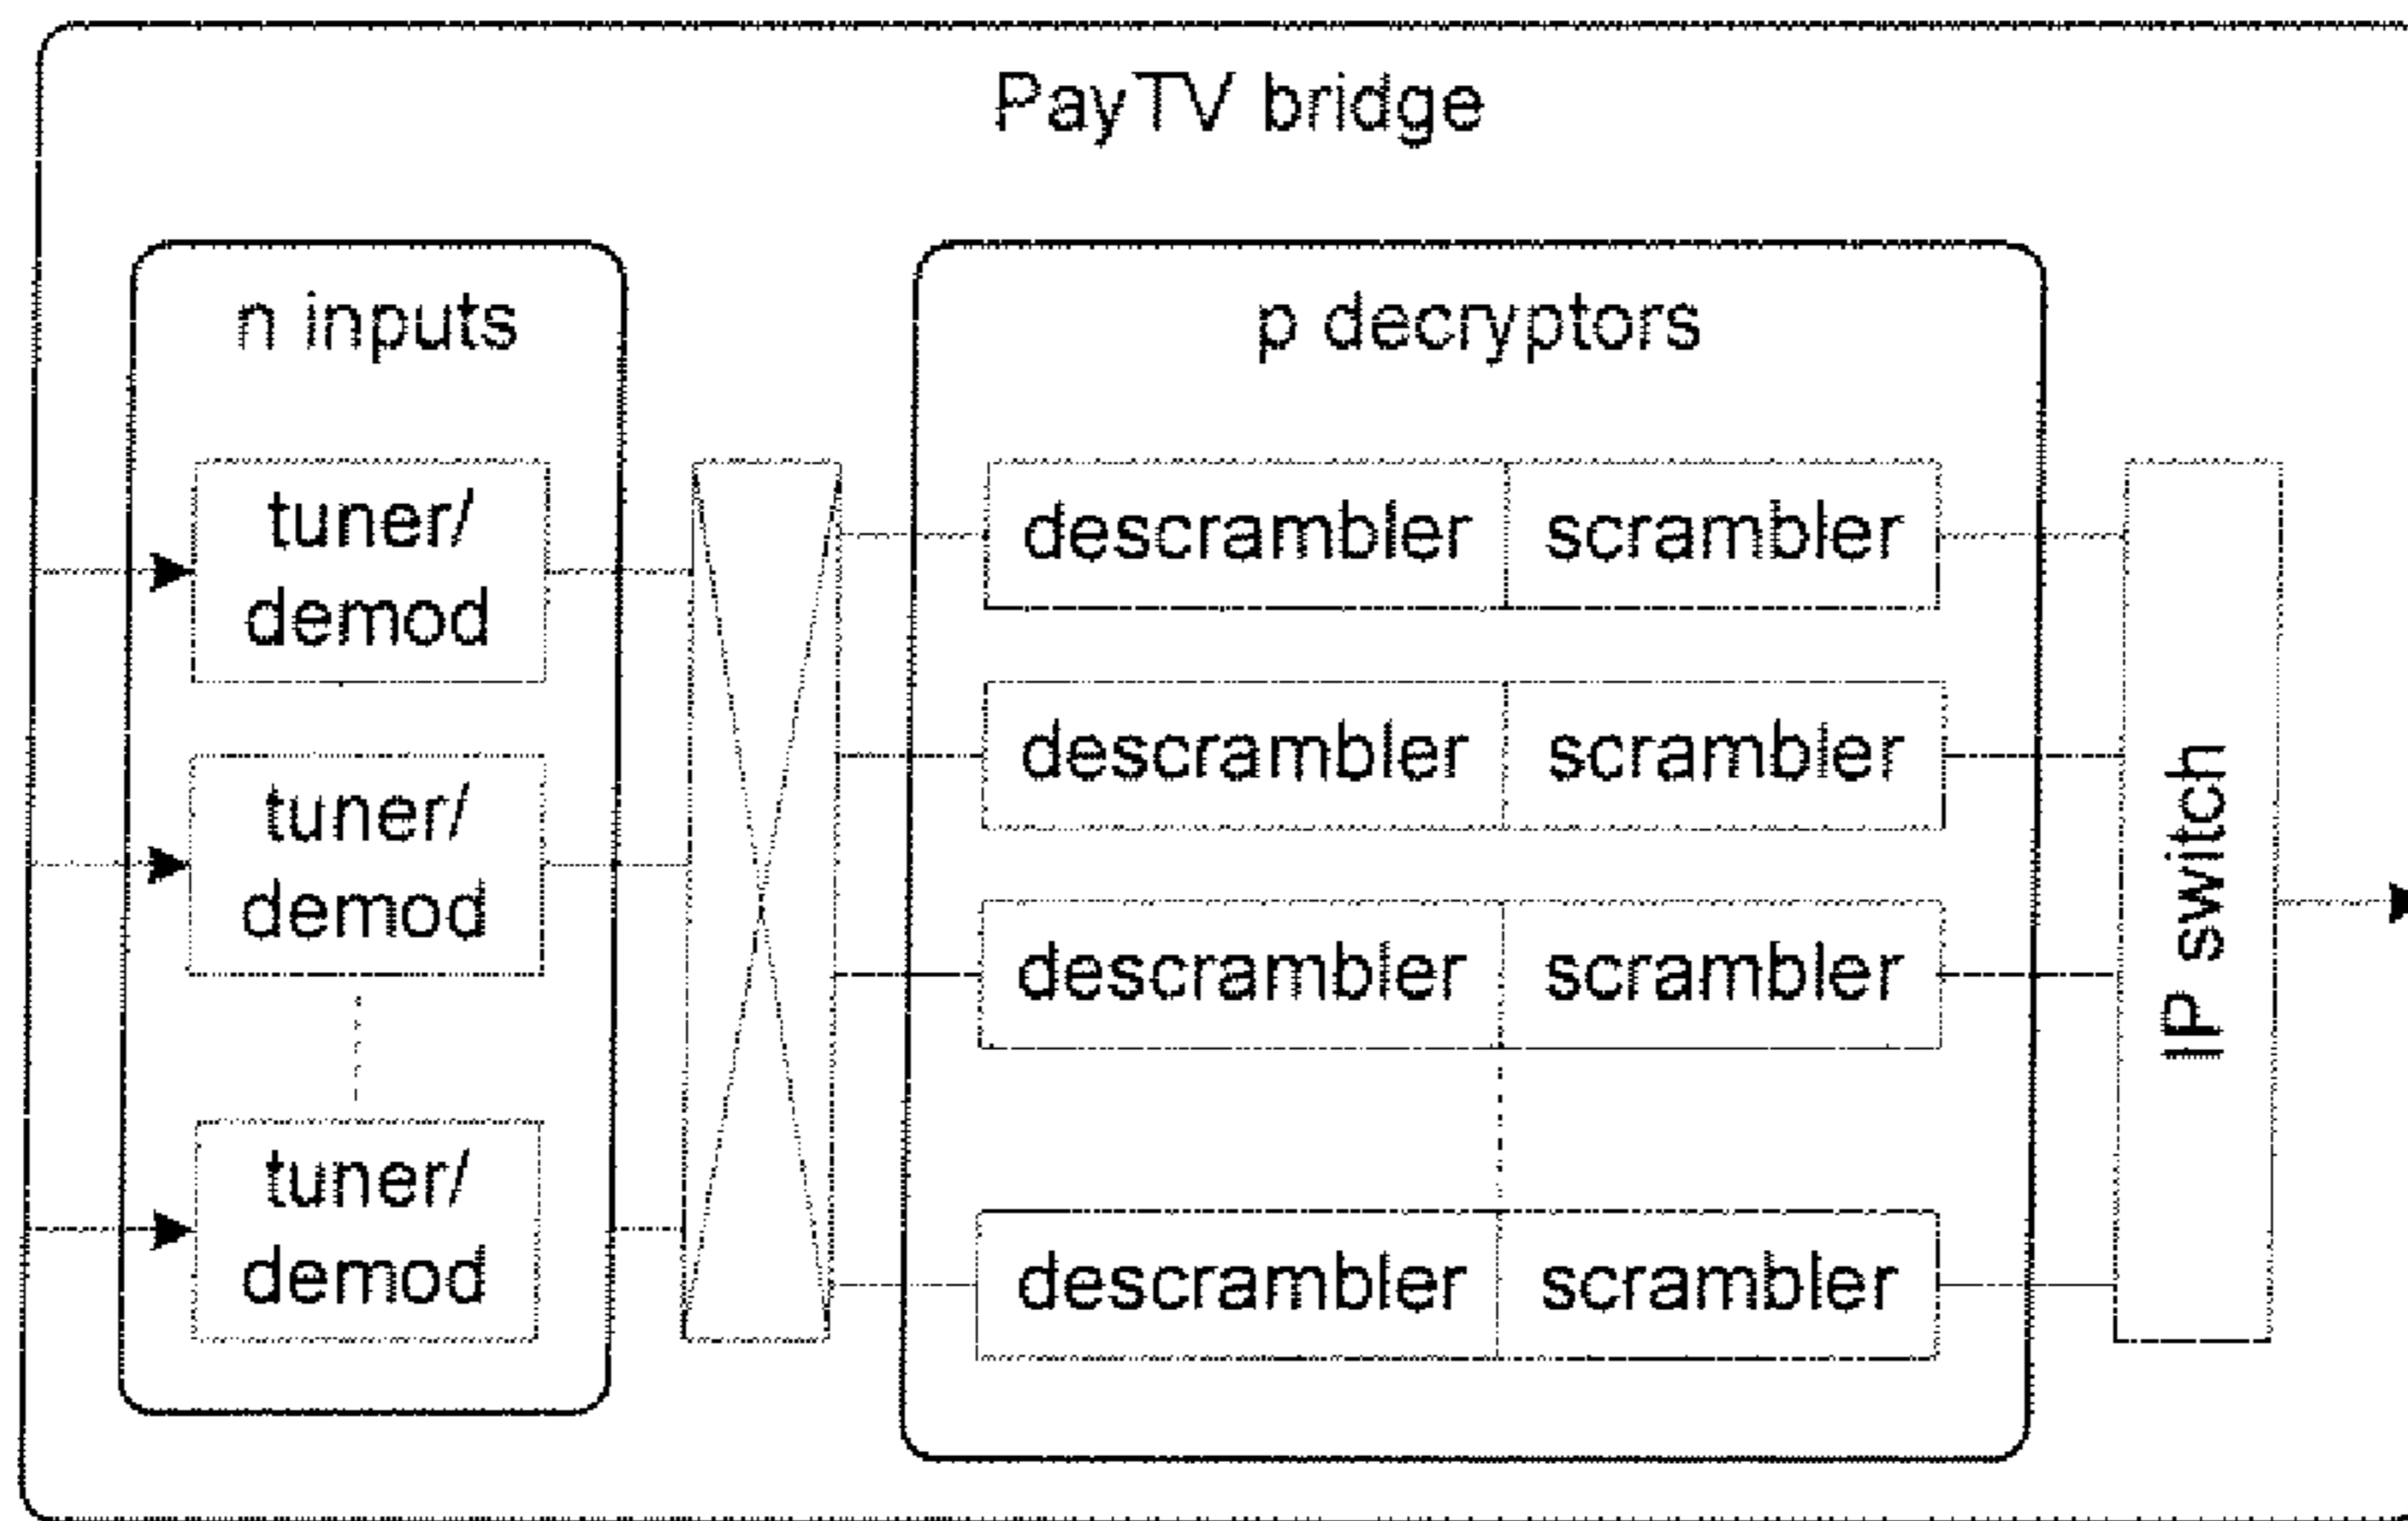 PayTV bridge
n inputs
tuner/
demod
tuner/
demod
tuner/
demod
p decryptors
descrambler scrambler
descrambler scrambler
descrambler scrambler
descrambler scrambler
IP switch